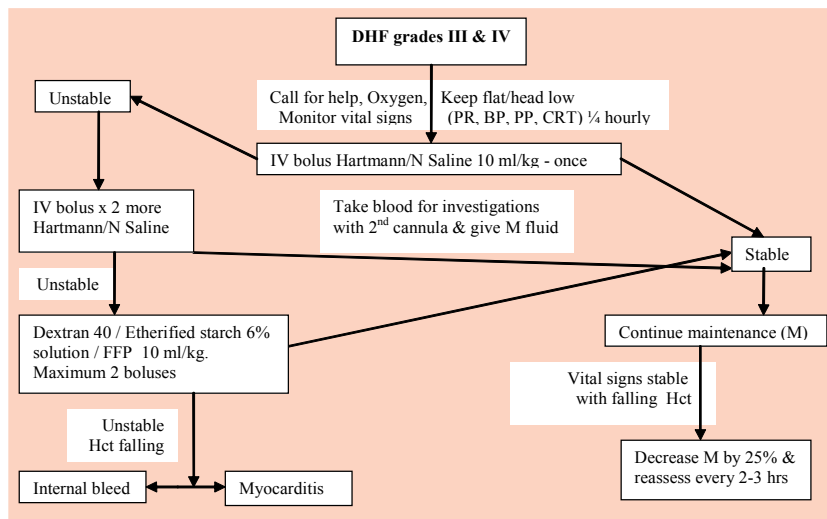 DHF grades III & IV
Call for help, Oxygen,
Monitor vital signs
Keep flat/head low
(PR, BP, PP, CRT) ¼ hourly
Unstable
IV bolus Hartmann/N Saline 10 ml/kg - once
IV bolus x 2 more
Hartmann/N Saline
Take blood for investigations
with 2nd cannula & give M fluid
Stable
Unstable
Dextran 40 / Etherified starch 6%
solution / FFP 10 ml/kg.
Maximum 2 boluses
Continue maintenance (M)
Vital signs stable
with falling Hct
Unstable
Hct falling
Decrease M by 25% &
reassess every 2-3 hrs
Internal bleed
Myocarditis